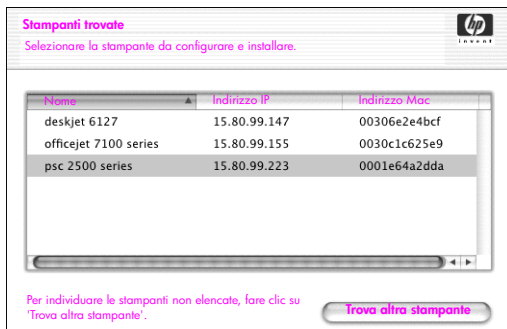 Stampanti trovate
Selezionare la stampante da configurare e installare.
hp
invent
Nome Indirizzo IP Indirizzo Mac
deskjet 6127 15.80.99.147 00306e2e4bcf
officejet 7100 series 15.80.99.155 0030c1c625e9
psc 2500 series 15.80.99.223 0001e64a2dda
Per individuare le stampanti non elencate, fare clic su
'Trova altra stampante'.
Trova altra stampante